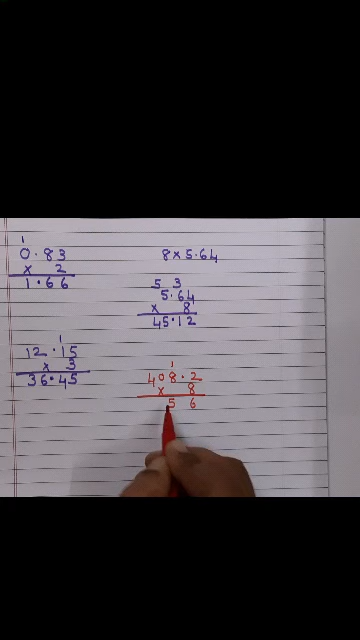 1
0.83
x 2
1.66
8 x 5.64
5 3
5.64
x 8
45.12
1
12.15
x 3
36.45
1
408.2
x 8
5 6